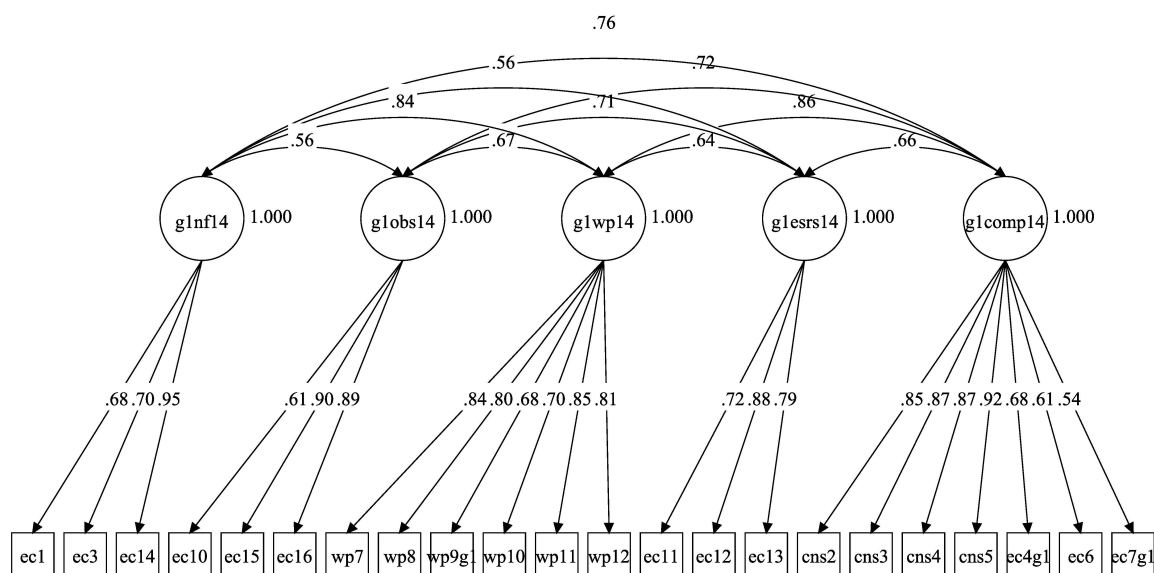 .76
.56 .72
.84 .71 .86
.56 .67 .64 .66
g1nf14 1.000 g1obs14 1.000 g1wp14 1.000 g1esrs14 1.000 g1comp14 1.000
.68 .70 .95 .61 .90 .89 .84 .80 .68 .70 .85 .81 .72 .88 .79 .85 .87 .87 .92 .68 .61 .54
ec1 ec3 ec14 ec10 ec15 ec16 wp7 wp8 wp9g1 wp10 wp11 wp12 ec11 ec12 ec13 cns2 cns3 cns4 cns5 ec4g1 ec6 ec7g1